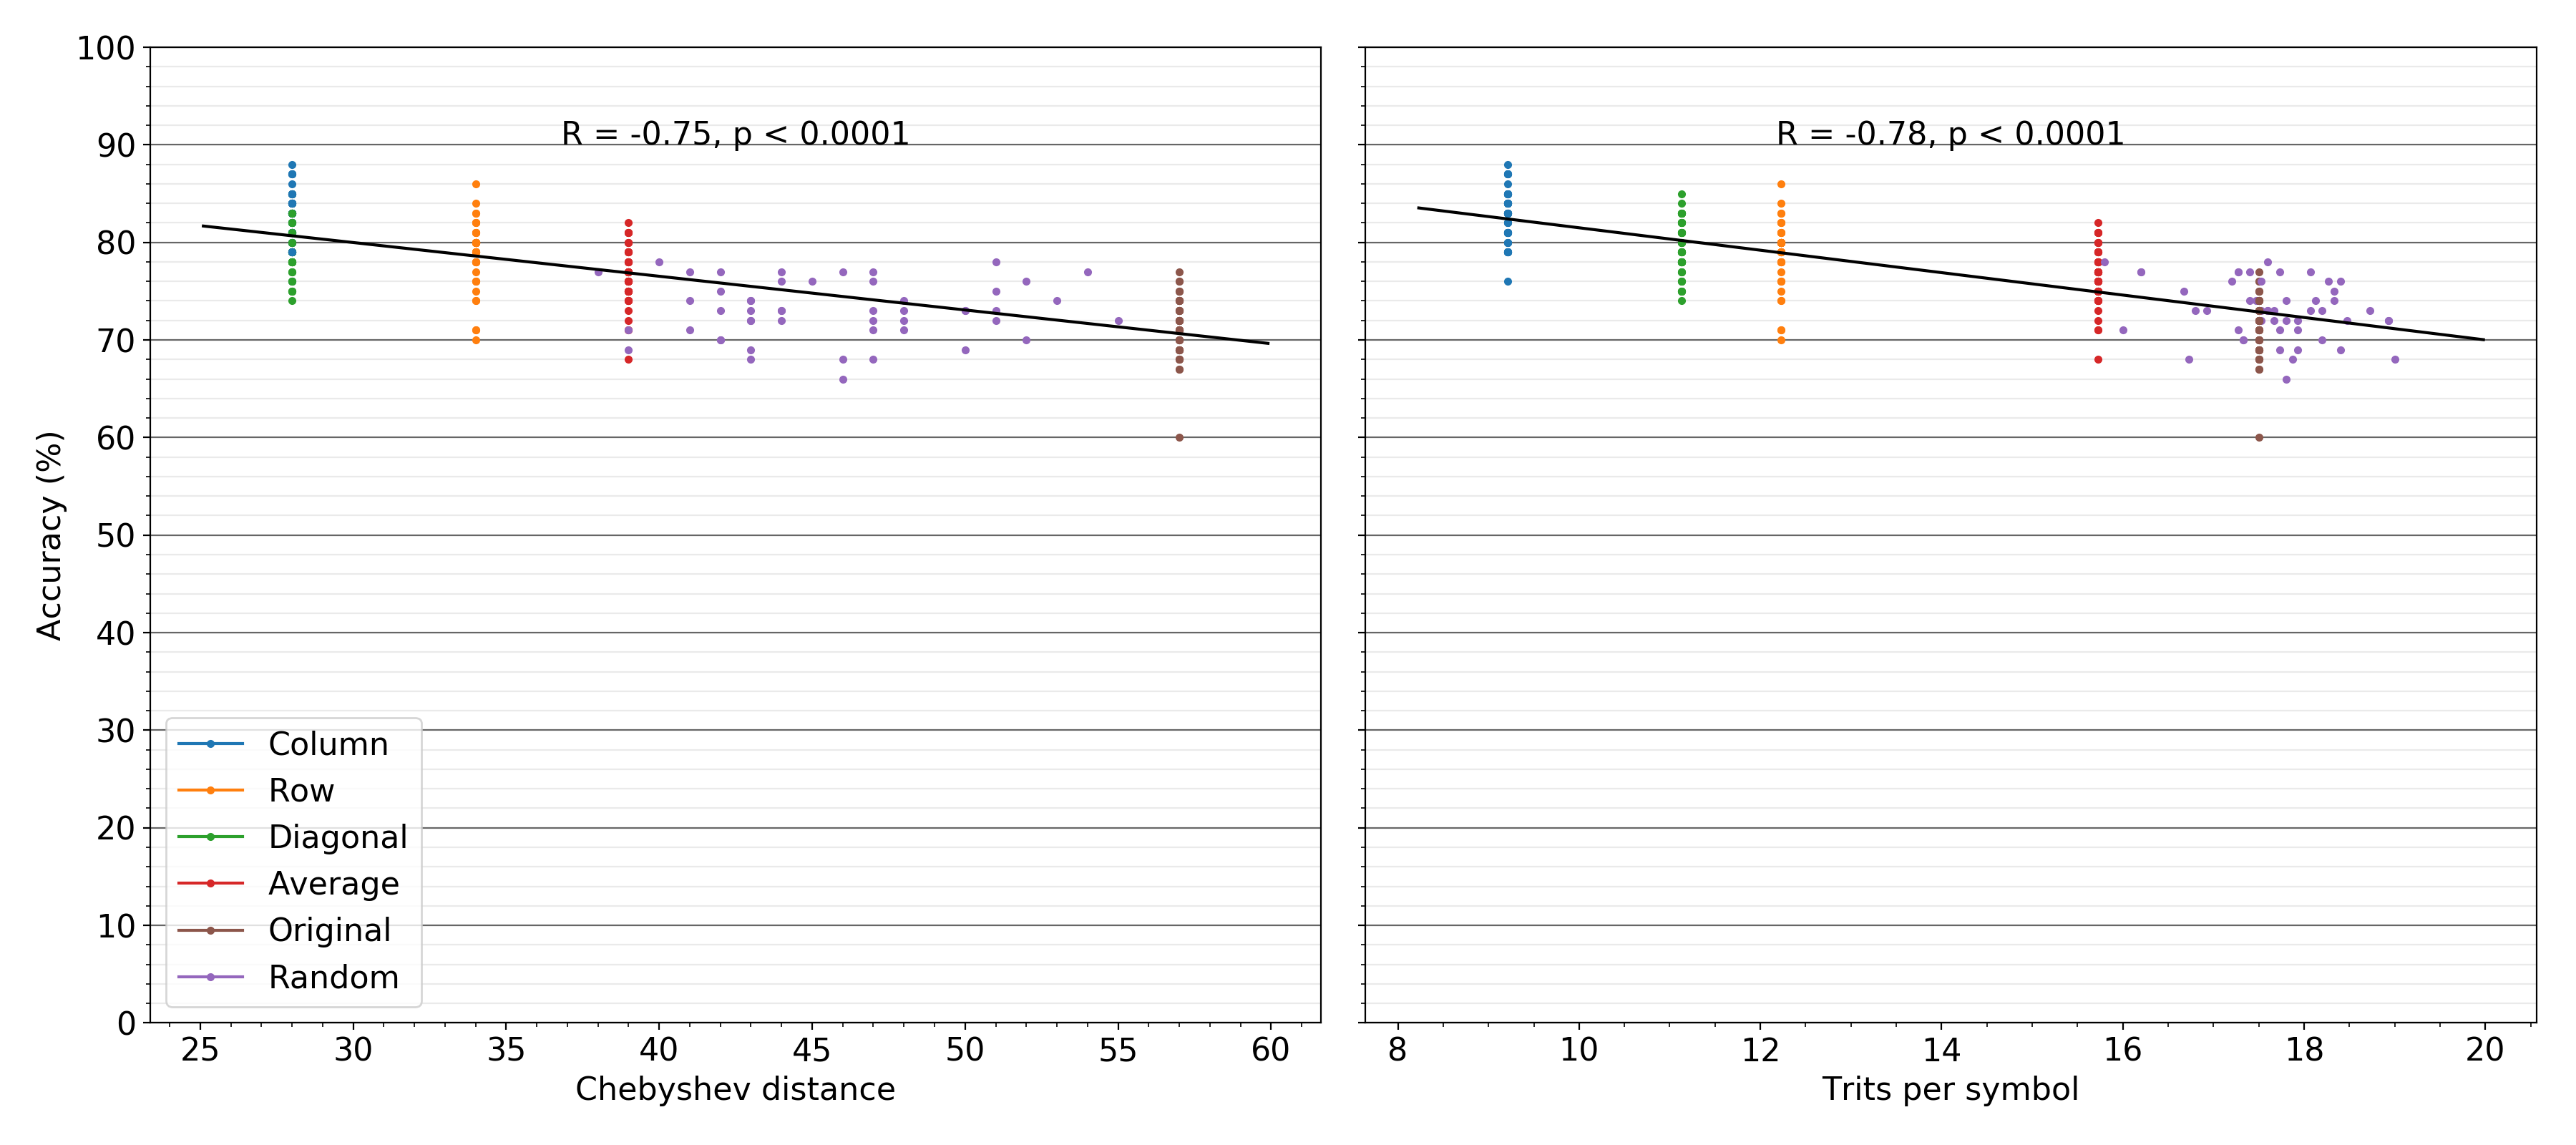 R = -0.75, p < 0.0001
R = -0.78, p < 0.0001
Accuracy (%)
100
90
80
70
60
50
40
30
20
10
0
Column
Row
Diagonal
Average
Original
Random
25 30 35 40 45 50 55 60
Chebyshev distance
8 10 12 14 16 18 20
Trits per symbol